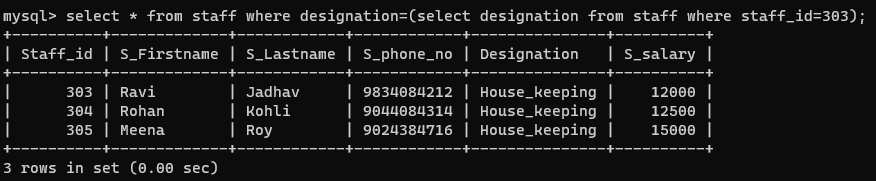 mysql> select * from staff where designation=(select designation from staff where staff_id=303);
+----------+-------------+------------+------------+---------------+----------+
| Staff_id | S_Firstname | S_Lastname | S_phone_no | Designation   | S_salary |
+----------+-------------+------------+------------+---------------+----------+
|      303 | Ravi        | Jadhav     | 9834084212 | House_keeping |    12000 |
|      304 | Rohan       | Kohli      | 9044084314 | House_keeping |    12500 |
|      305 | Meena       | Roy        | 9024384716 | House_keeping |    15000 |
+----------+-------------+------------+------------+---------------+----------+
3 rows in set (0.00 sec)